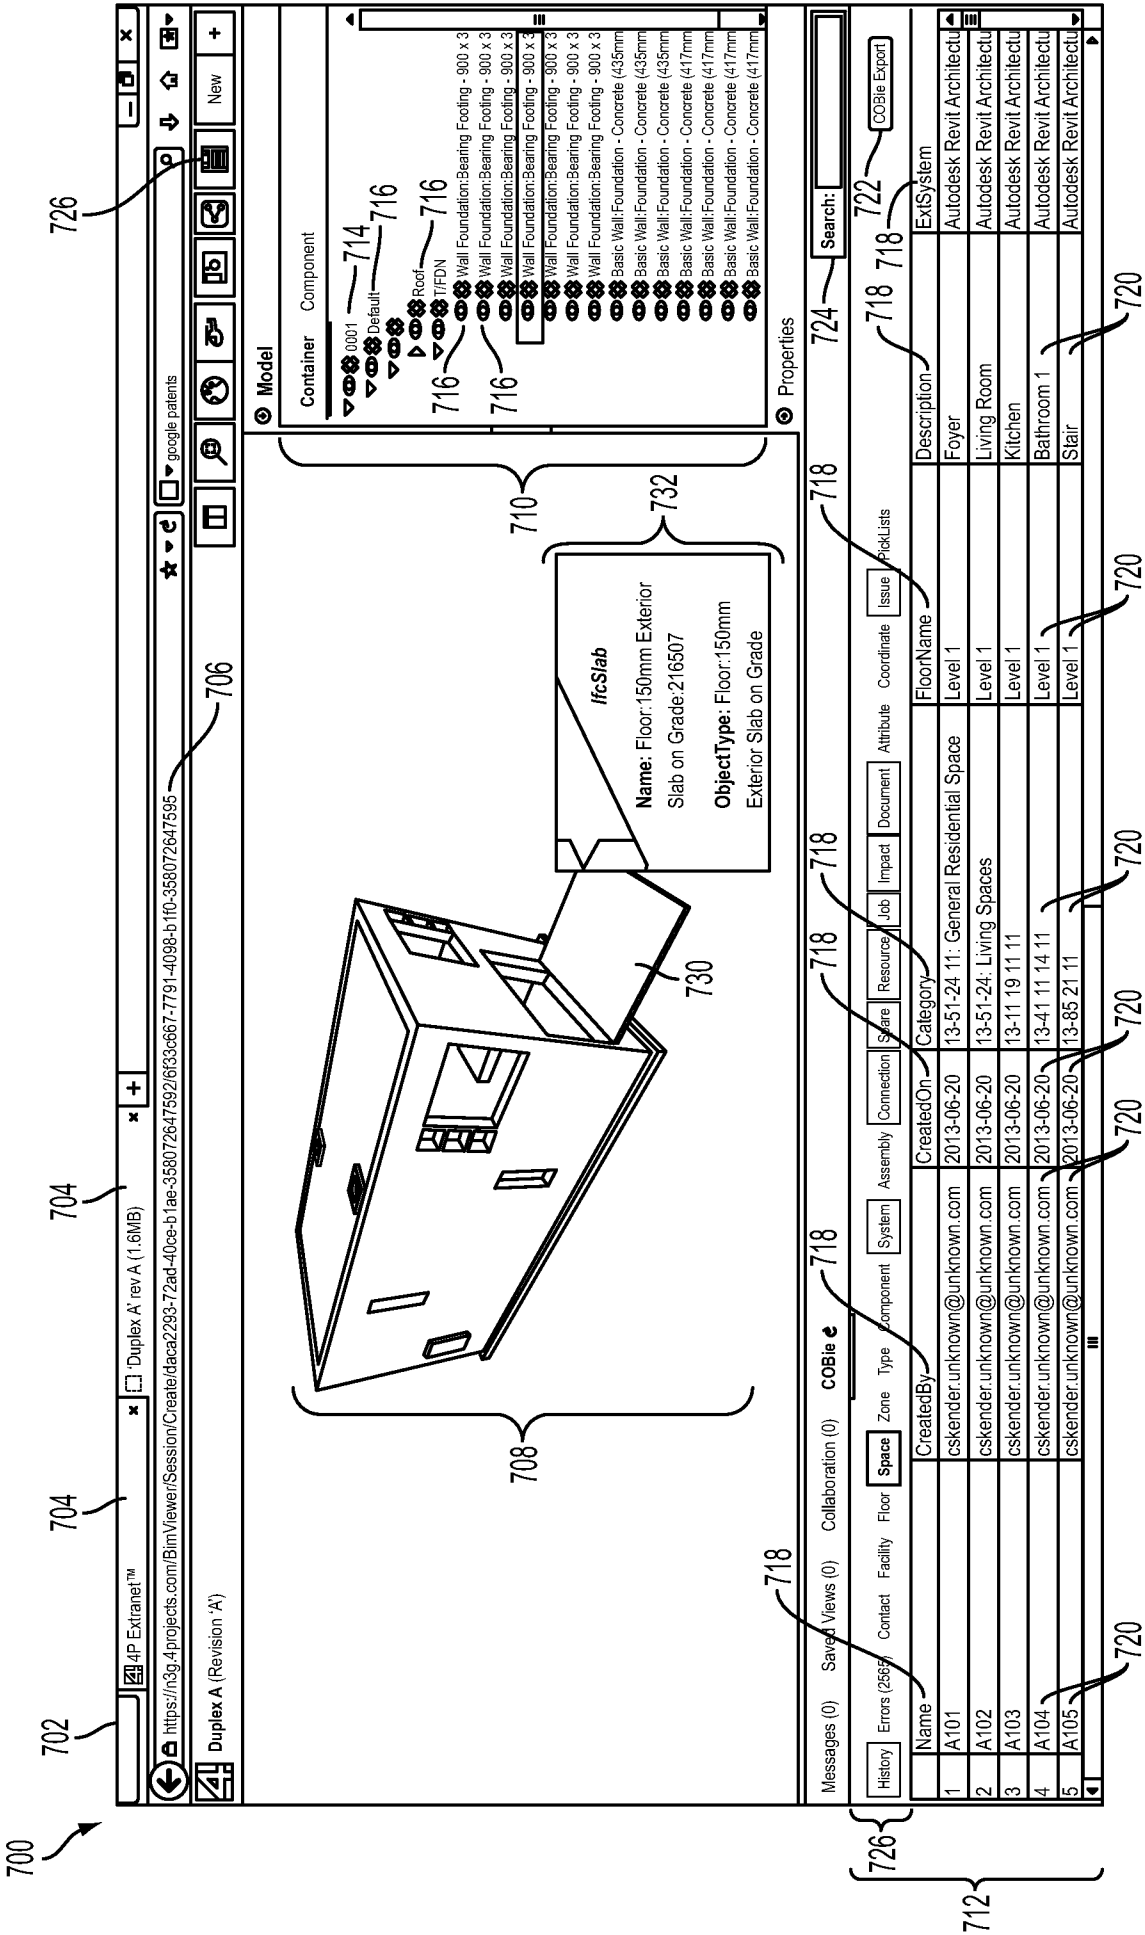 700
702
704
704
4P Extranet™
'Duplex A' rev A (1.6MB)
https://n3g.4projects.com/BimViewer/Session/Create/daca2293-72ad-40ce-b1ae-358072647592/6f33c667-7791-4098-b1f0-358072647595
google patents
706
726
Duplex A (Revision 'A')
New
+
708
730
732
IfcSlab
Name: Floor:150mm Exterior
Slab on Grade:216507
ObjectType: Floor:150mm
Exterior Slab on Grade
710
Model
Container Component
0001
714
Default
716
Roof
716
T/FDN
716
716
Wall Foundation:Bearing Footing - 900 x 3
Wall Foundation:Bearing Footing - 900 x 3
Wall Foundation:Bearing Footing - 900 x 3
Wall Foundation:Bearing Footing - 900 x 3
Wall Foundation:Bearing Footing - 900 x 3
Wall Foundation:Bearing Footing - 900 x 3
Wall Foundation:Bearing Footing - 900 x 3
Basic Wall:Foundation - Concrete (435mm
Basic Wall:Foundation - Concrete (435mm
Basic Wall:Foundation - Concrete (435mm
Basic Wall:Foundation - Concrete (417mm
Basic Wall:Foundation - Concrete (417mm
Basic Wall:Foundation - Concrete (417mm
Basic Wall:Foundation - Concrete (417mm
Properties
Messages (0) Saved Views (0) Collaboration (0) COBie
Search:
724
722
COBie Export
726
712
History Errors (2565) Contact Facility Floor Space Zone Type Component System Assembly Connection Spare Resource Job Impact Document Attribute Coordinate Issue PickLists
718
718
718
718
718
718
718
Name CreatedBy CreatedOn Category FloorName Description ExtSystem
1 A101 cskender.unknown@unknown.com 2013-06-20 13-51-24 11: General Residential Space Level 1 Foyer Autodesk Revit Architectu
2 A102 cskender.unknown@unknown.com 2013-06-20 13-51-24: Living Spaces Level 1 Living Room Autodesk Revit Architectu
3 A103 cskender.unknown@unknown.com 2013-06-20 13-11 19 11 11 Level 1 Kitchen Autodesk Revit Architectu
4 A104 cskender.unknown@unknown.com 2013-06-20 13-41 11 14 11 Level 1 Bathroom 1 Autodesk Revit Architectu
5 A105 cskender.unknown@unknown.com 2013-06-20 13-85 21 11 Level 1 Stair Autodesk Revit Architectu
720
720
720
720
720
720